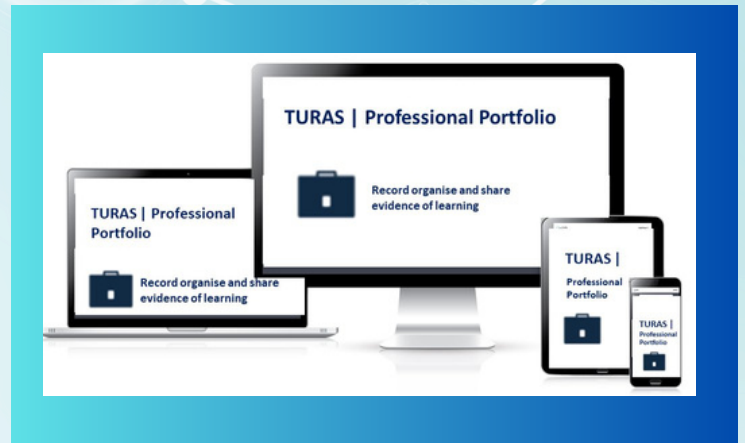 TURAS | Professional Portfolio
Record organise and share
evidence of learning
TURAS | Professional
Portfolio
Record organise and share
evidence of learning
TURAS |
Professional
Portfolio
TURAS |
Professional
Portfolio